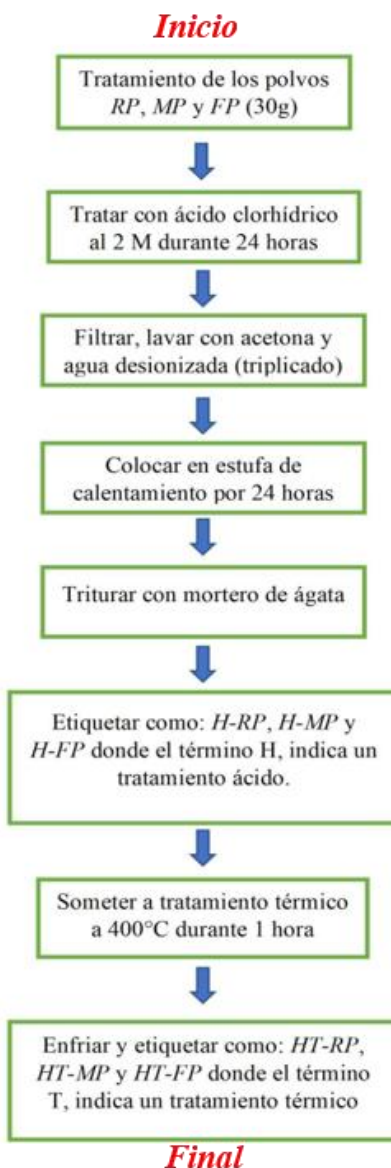 Inicio
Tratamiento de los polvos
RP, MP y FP (30g)
Tratar con ácido clorhídrico
al 2 M durante 24 horas
Filtrar, lavar con acetona y
agua desionizada (triplicado)
Colocar en estufa de
calentamiento por 24 horas
Triturar con mortero de ágata
Etiquetar como: H-RP, H-MP y
H-FP donde el término H, indica un
tratamiento ácido.
Someter a tratamiento térmico
a 400°C durante 1 hora
Enfriar y etiquetar como: HT-RP,
HT-MP y HT-FP donde el término
T, indica un tratamiento térmico
Final